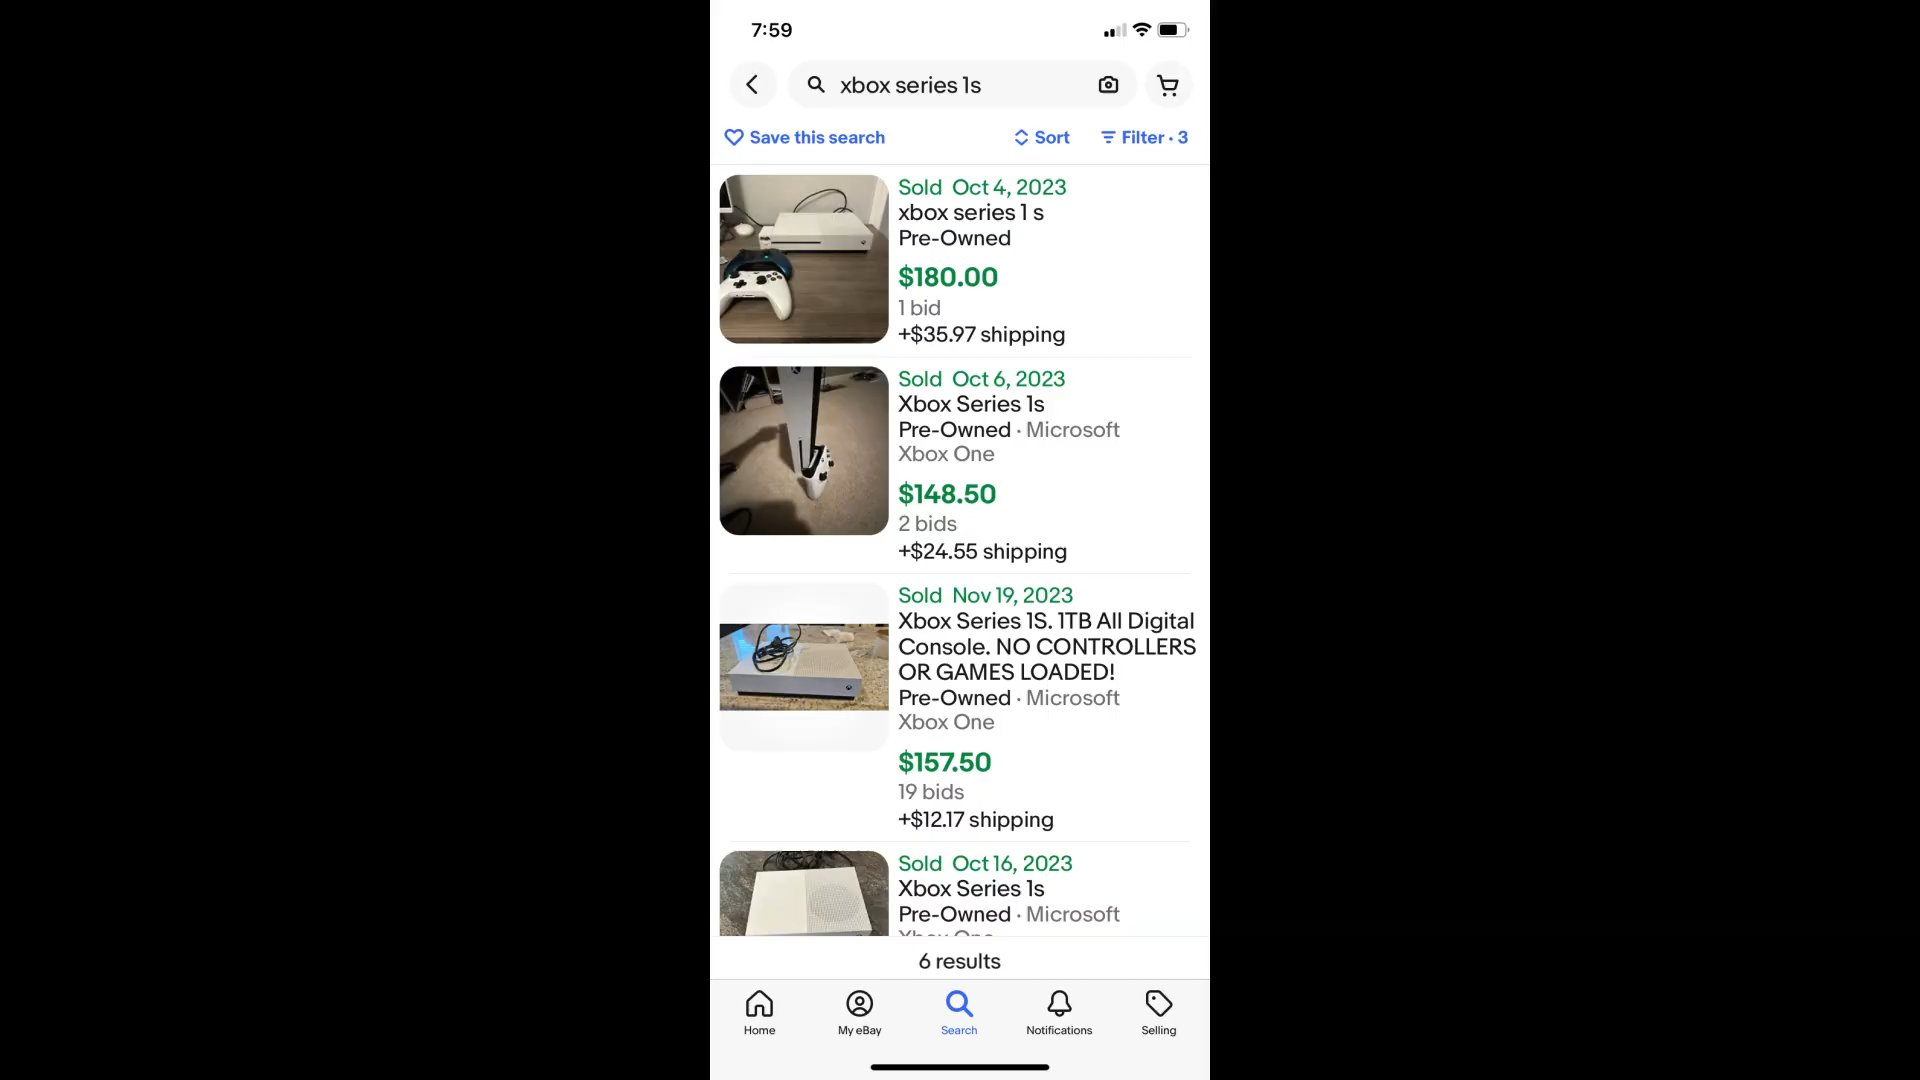 7:59
xbox series 1s
Save this search
Sort
Filter · 3
Sold Oct 4, 2023
xbox series 1 s
Pre-Owned
$180.00
1 bid
+$35.97 shipping
Sold Oct 6, 2023
Xbox Series 1s
Pre-Owned · Microsoft
Xbox One
$148.50
2 bids
+$24.55 shipping
Sold Nov 19, 2023
Xbox Series 1S. 1TB All Digital
Console. NO CONTROLLERS
OR GAMES LOADED!
Pre-Owned · Microsoft
Xbox One
$157.50
19 bids
+$12.17 shipping
Sold Oct 16, 2023
Xbox Series 1s
Pre-Owned · Microsoft
6 results
Home
My eBay
Search
Notifications
Selling